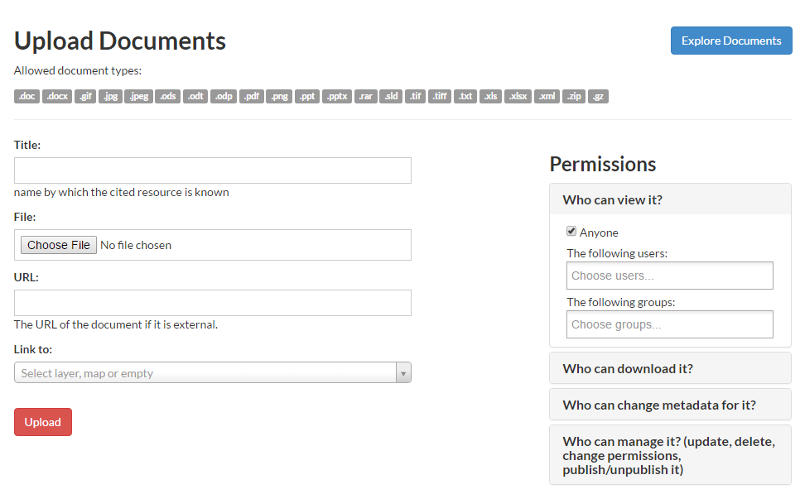 Upload Documents
Explore Documents
Allowed document types:
.doc .docx .gif .jpg .jpeg .ods .odt .odp .pdf .png .ppt .pptx .rar .sld .tif .tiff .txt .xls .xlsx .xml .zip .gz
Title:
name by which the cited resource is known
File:
Choose File No file chosen
URL:
The URL of the document if it is external.
Link to:
Select layer, map or empty
Upload
Permissions
Who can view it?
Anyone
The following users:
Choose users...
The following groups:
Choose groups...
Who can download it?
Who can change metadata for it?
Who can manage it? (update, delete,
change permissions,
publish/unpublish it)